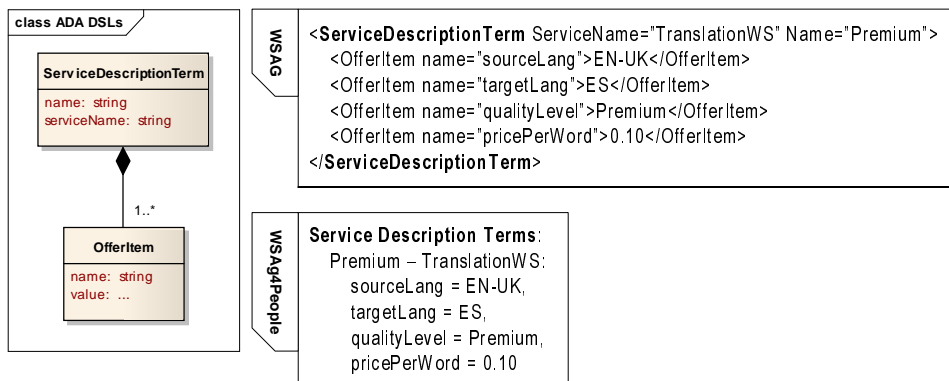 class ADA DSLs
ServiceDescriptionTerm
name: string
serviceName: string
1..*
OfferItem
name: string
value: ...
WSAG
<ServiceDescriptionTerm ServiceName="TranslationWS" Name="Premium">
<OfferItem name="sourceLang">EN-UK</OfferItem>
<OfferItem name="targetLang">ES</OfferItem>
<OfferItem name="qualityLevel">Premium</OfferItem>
<OfferItem name="pricePerWord">0.10</OfferItem>
</ServiceDescriptionTerm>
WSAg4People
Service Description Terms:
Premium – TranslationWS:
sourceLang = EN-UK,
targetLang = ES,
qualityLevel = Premium,
pricePerWord = 0.10